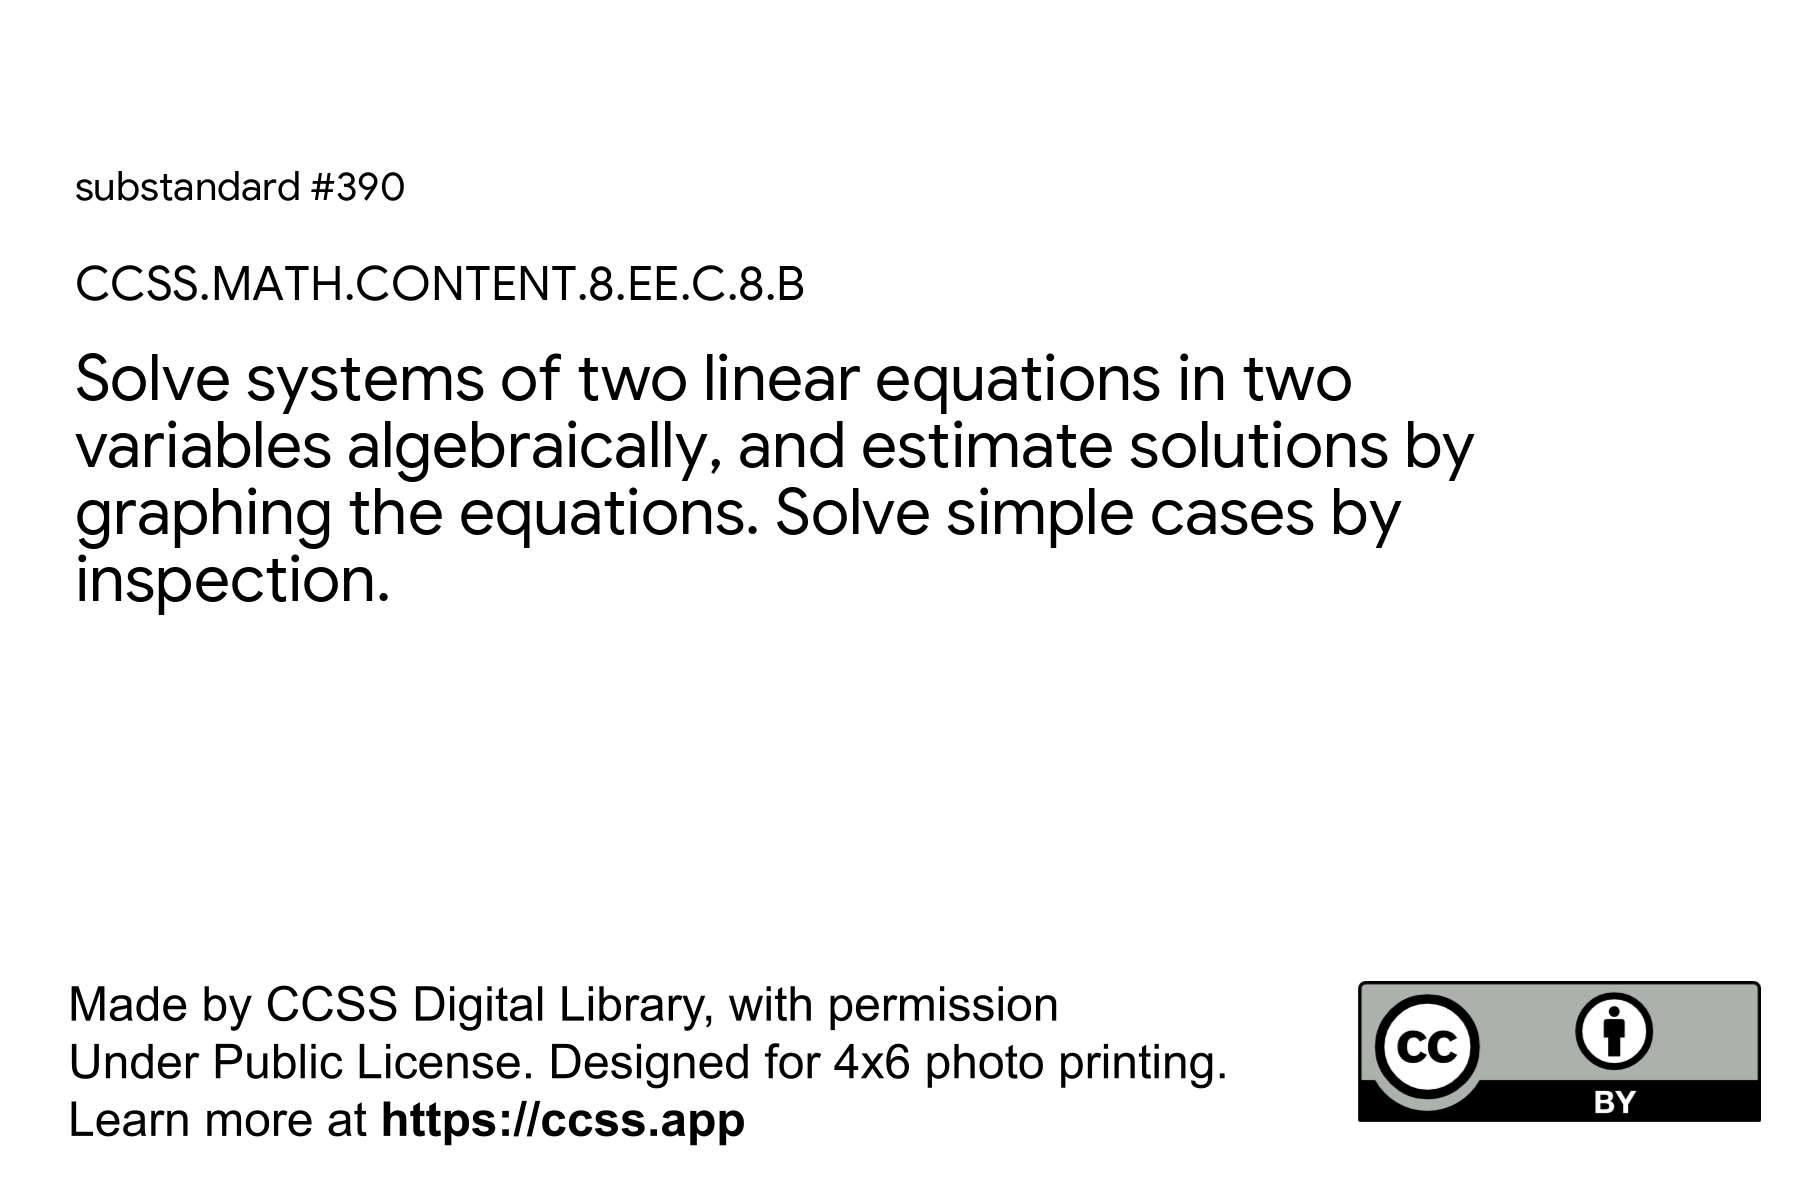 substandard #390
CCSS.MATH.CONTENT.8.EE.C.8.B
Solve systems of two linear equations in two
variables algebraically, and estimate solutions by
graphing the equations. Solve simple cases by
inspection.
Made by CCSS Digital Library, with permission
Under Public License. Designed for 4x6 photo printing.
Learn more at https://ccss.app
CC
BY